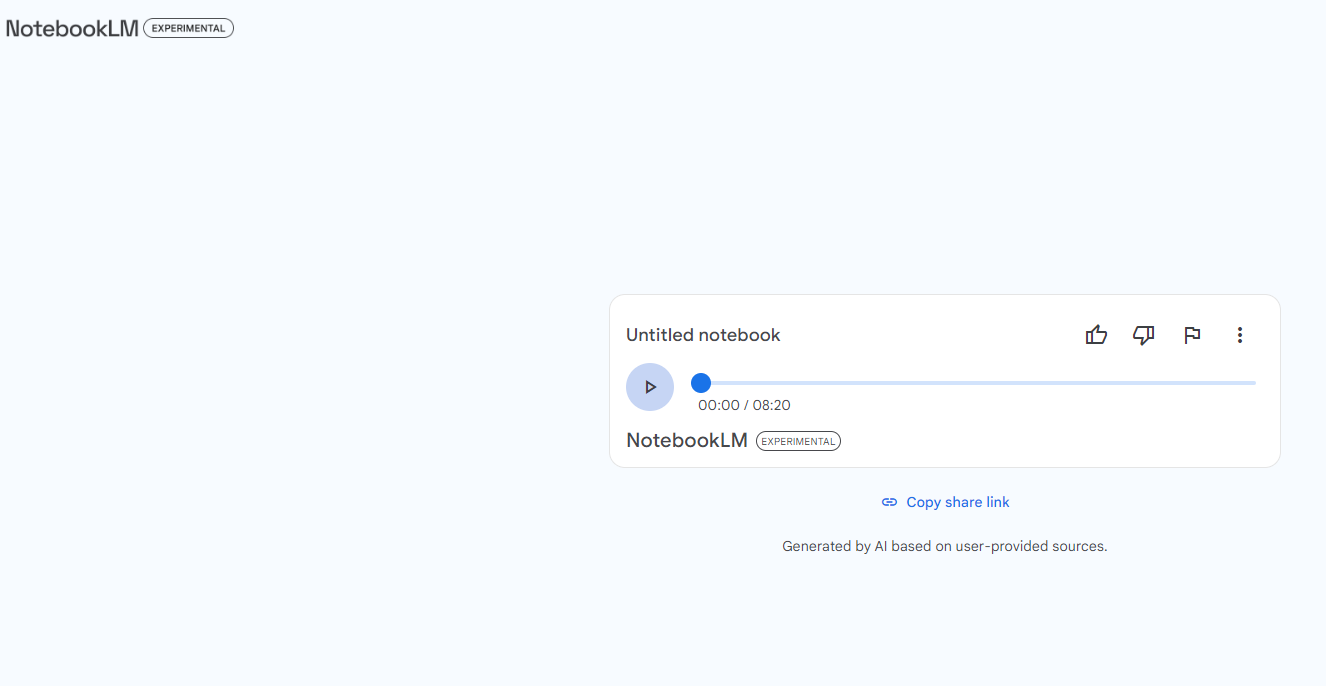 NotebookLM EXPERIMENTAL
Untitled notebook
00:00 / 08:20
NotebookLM EXPERIMENTAL
Copy share link
Generated by AI based on user-provided sources.